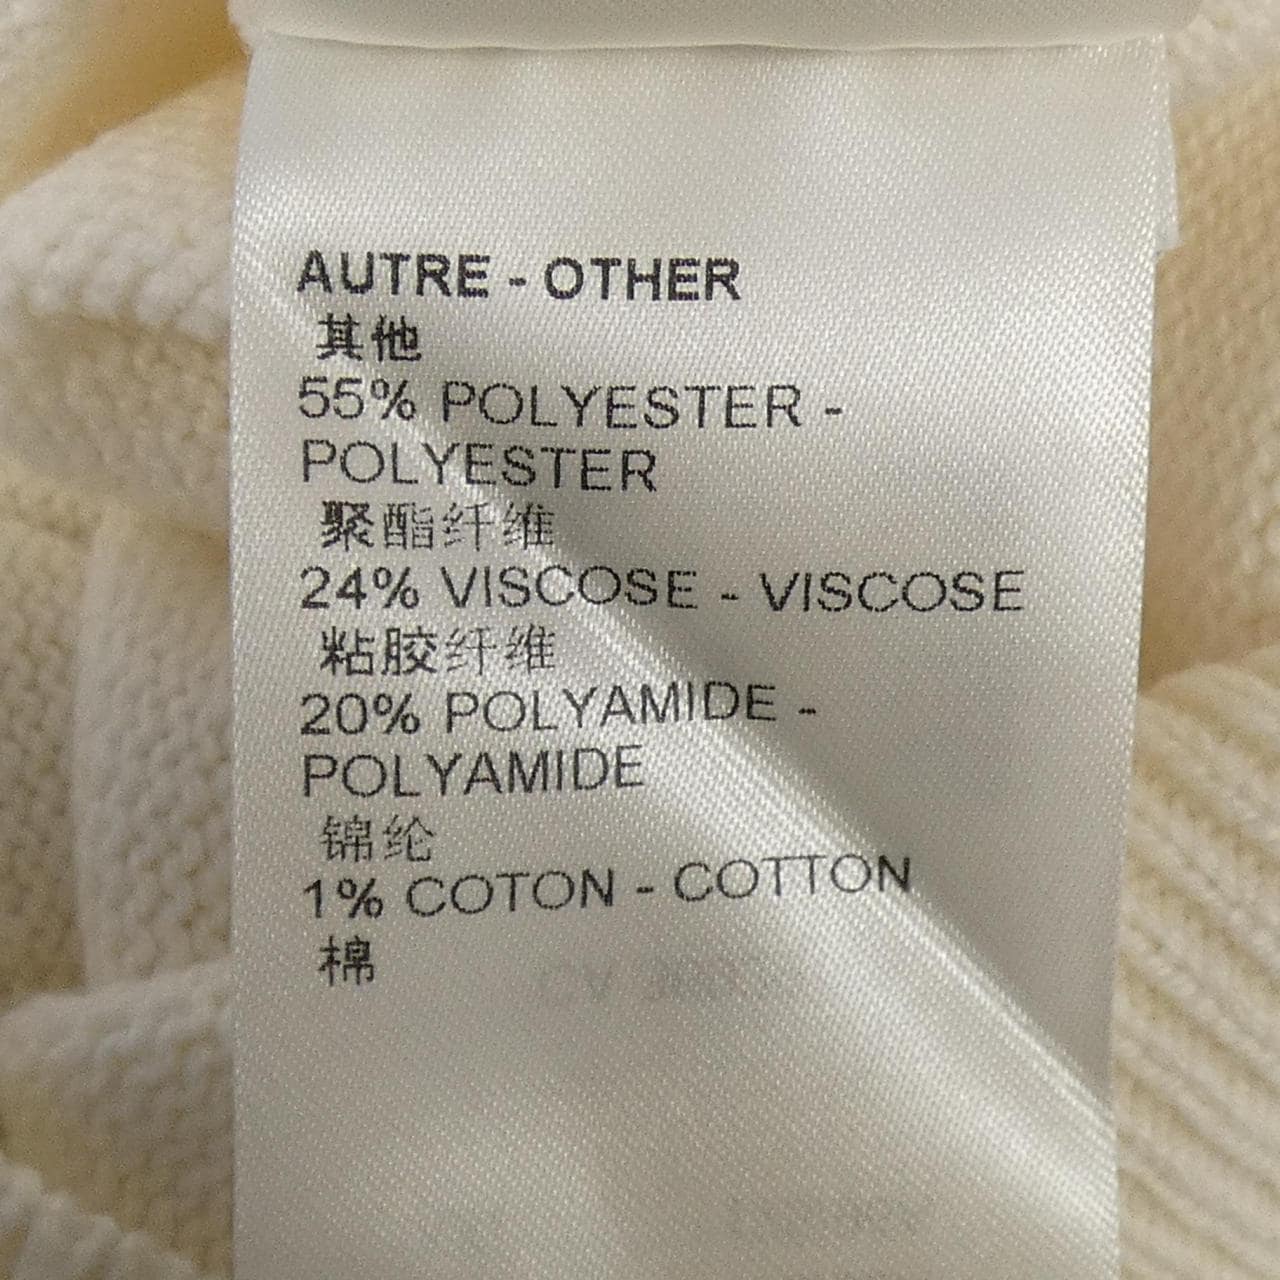 AUTRE - OTHER
其他
55% POLYESTER -
POLYESTER
聚酯纤维
24% VISCOSE - VISCOSE
粘胶纤维
20% POLYAMIDE -
POLYAMIDE
锦纶
1% COTON - COTTON
棉